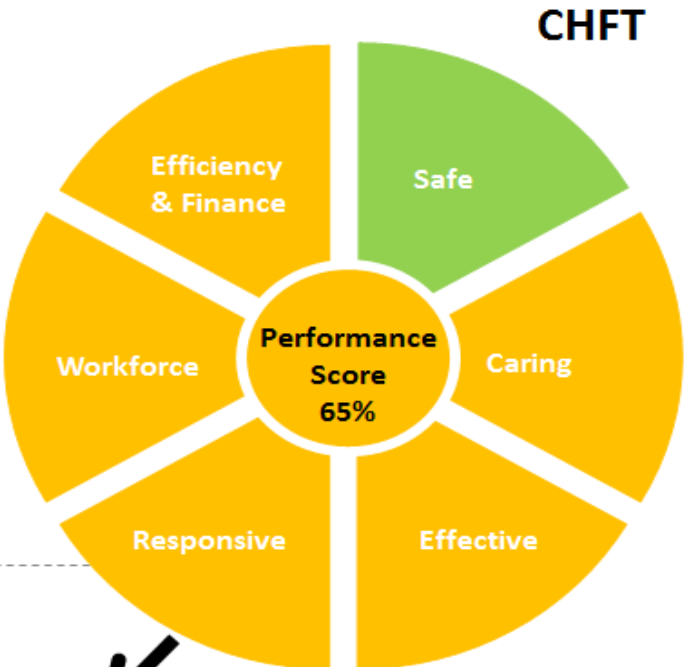 CHFT
Efficiency
& Finance
Safe
Workforce
Performance
Score
65%
Caring
Responsive
Effective